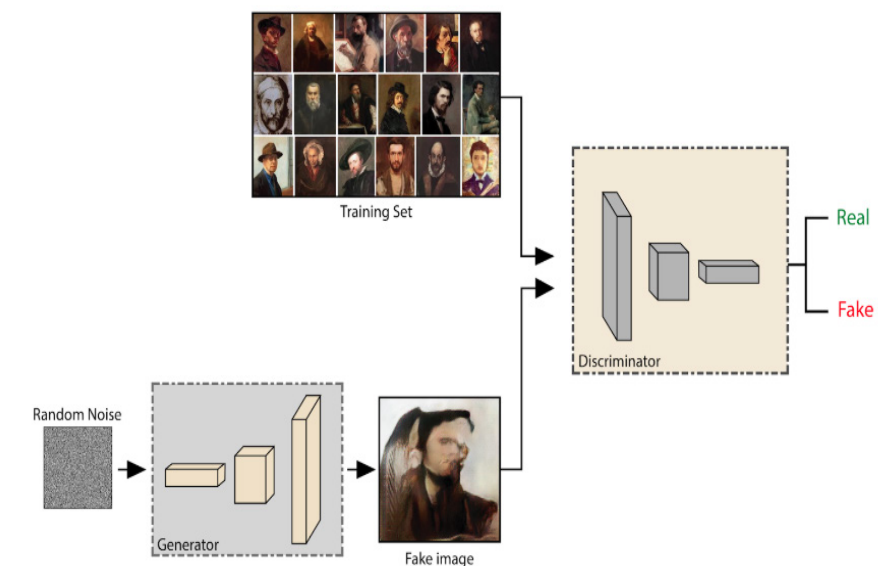 Training Set
Real
Fake
Discriminator
Random Noise
Generator
Fake image